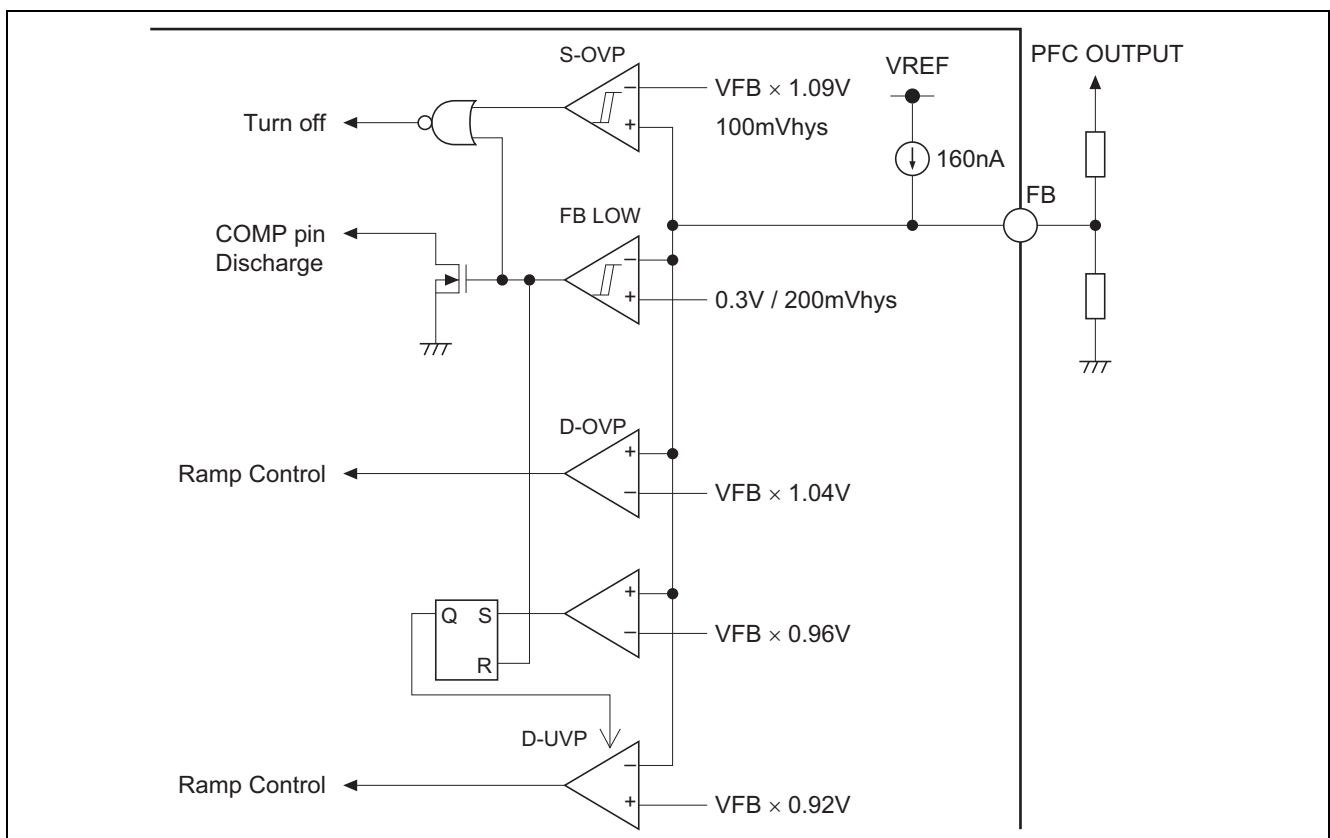 S-OVP
PFC OUTPUT
VREF
VFB × 1.09V
100mVhys
Turn off
160nA
FB
FB LOW
COMP pin
Discharge
0.3V / 200mVhys
D-OVP
Ramp Control
VFB × 1.04V
Q S
R
VFB × 0.96V
D-UVP
Ramp Control
VFB × 0.92V